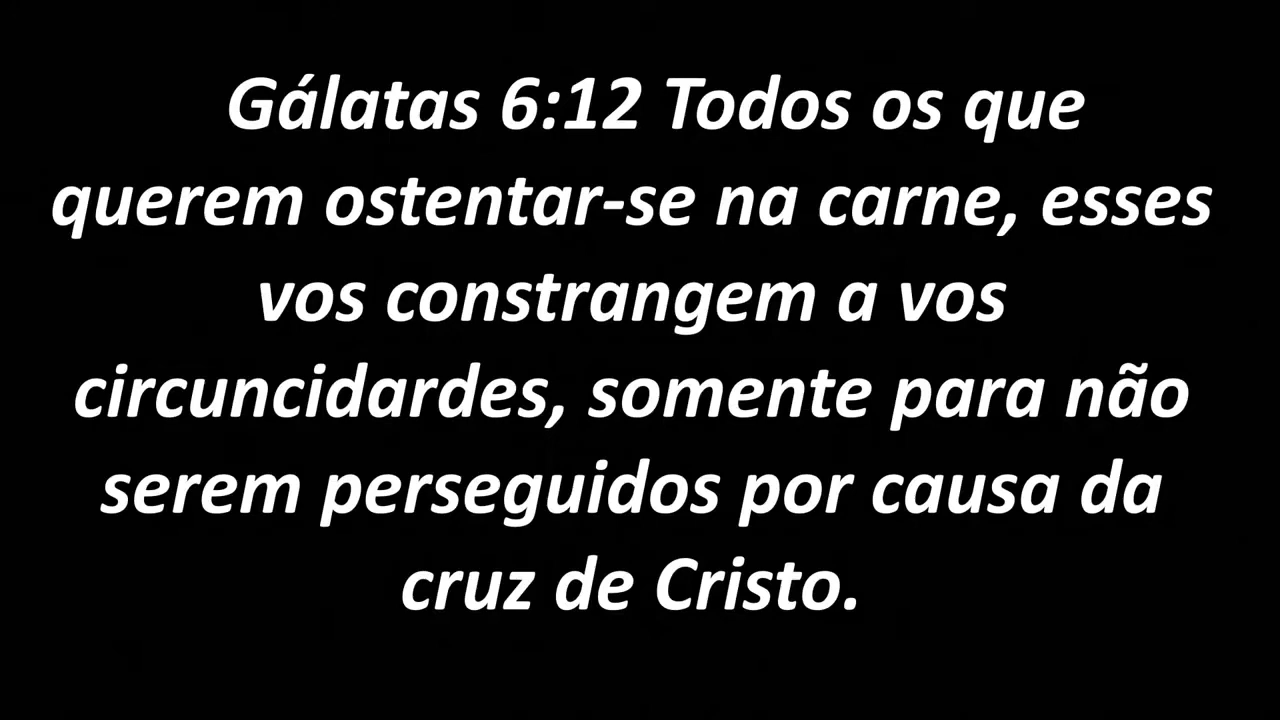 Gálatas 6:12 Todos os que
querem ostentar-se na carne, esses
vos constrangem a vos
circuncidardes, somente para não
serem perseguidos por causa da
cruz de Cristo.